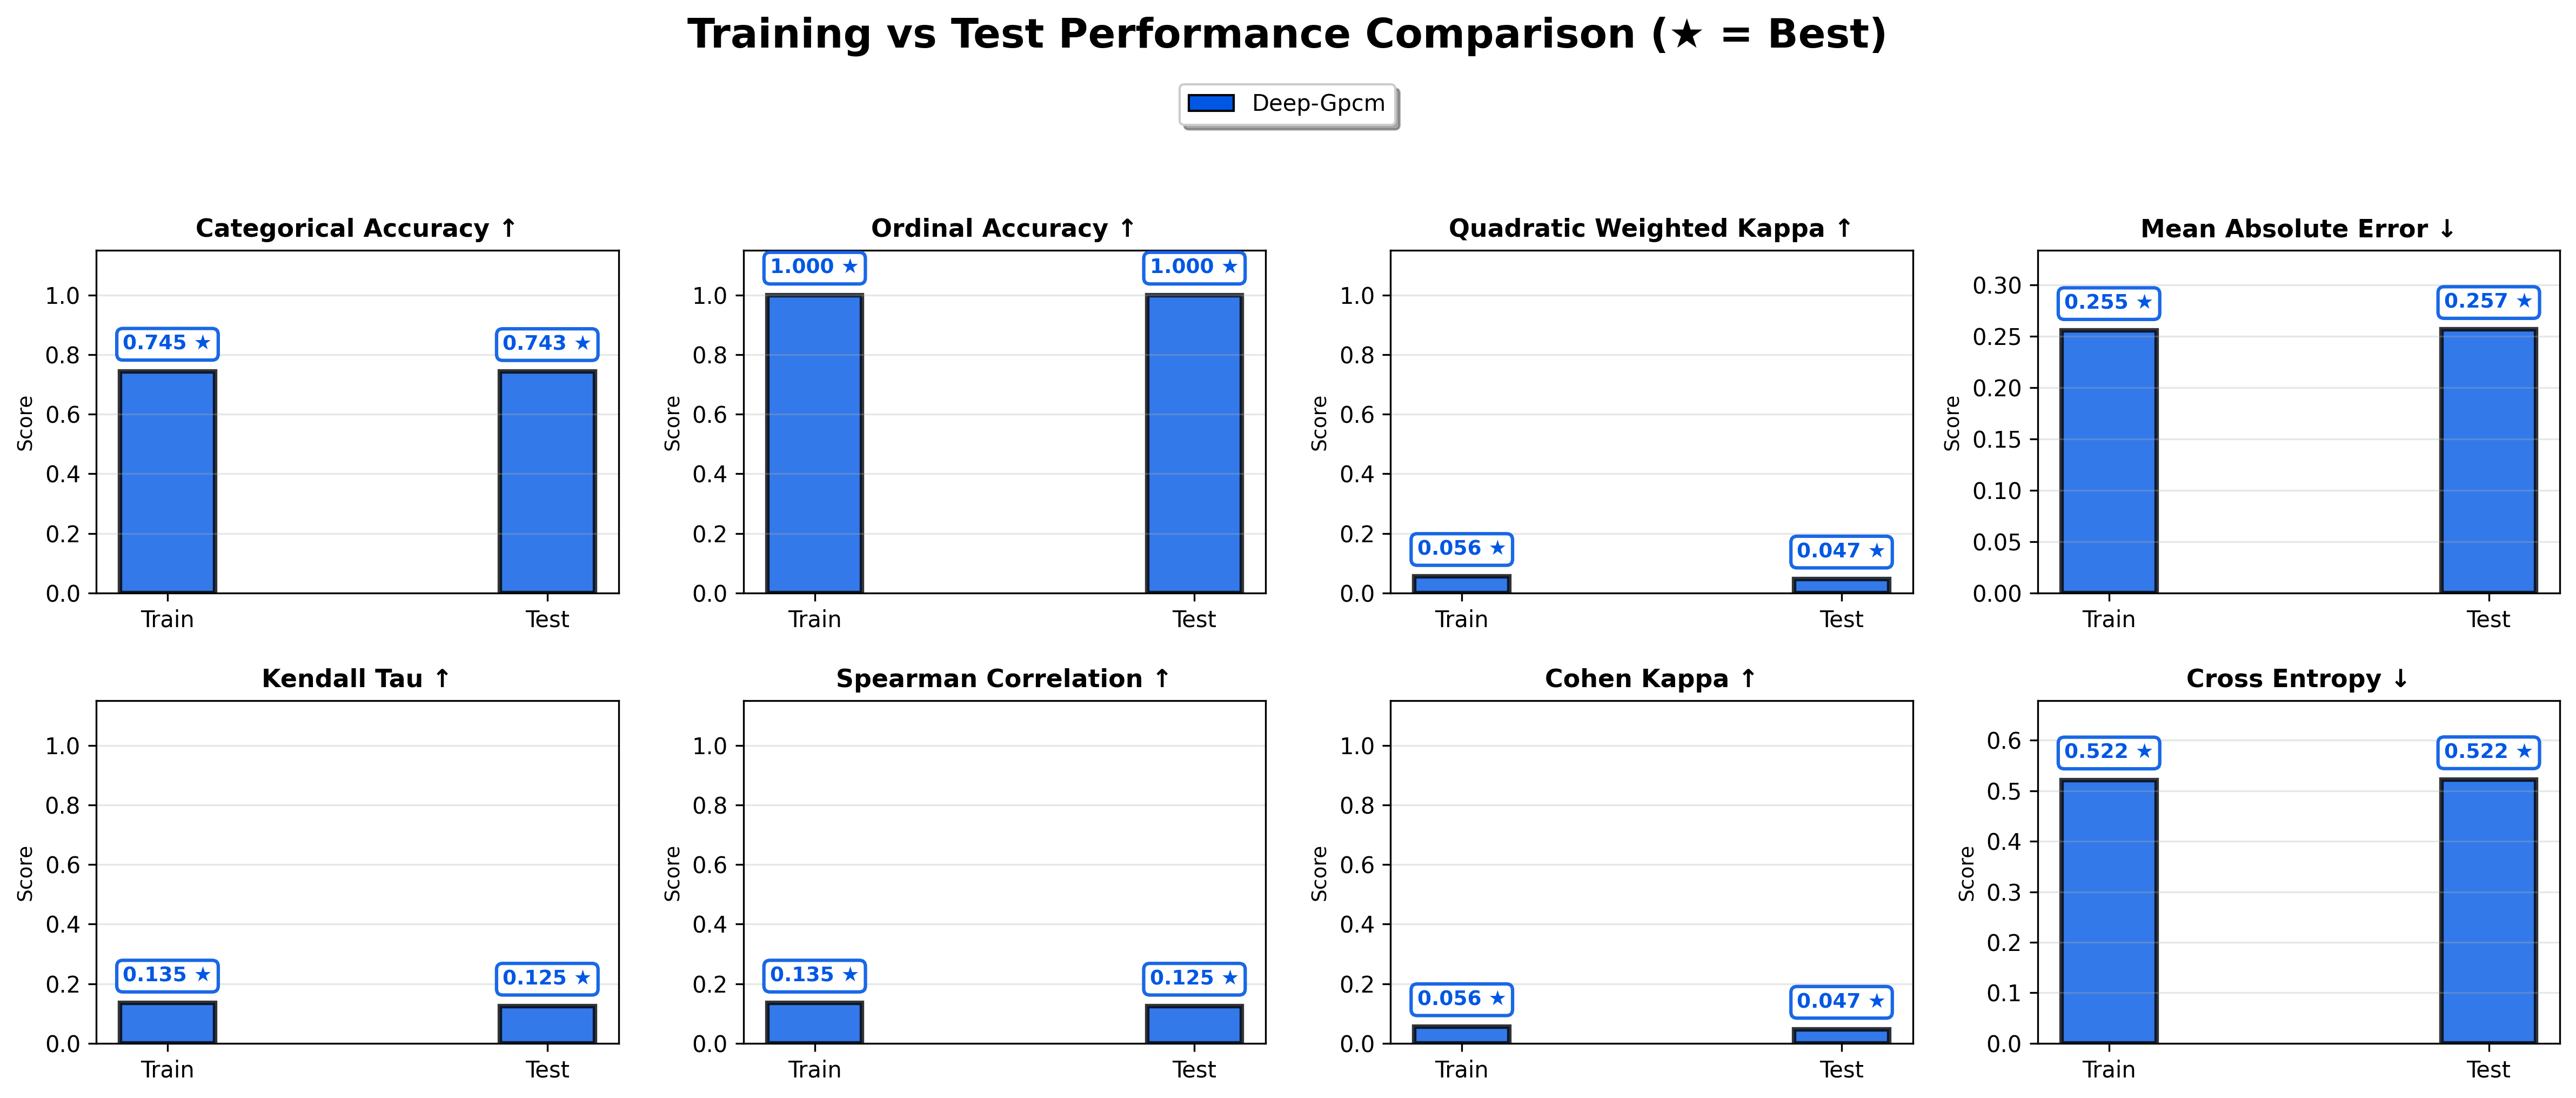 Training vs Test Performance Comparison (★ = Best)
Deep-Gpcm
Categorical Accuracy ↑
Score
1.0
0.8
0.6
0.4
0.2
0.0
0.745 ★
0.743 ★
Train
Test
Ordinal Accuracy ↑
Score
1.0
0.8
0.6
0.4
0.2
0.0
1.000 ★
1.000 ★
Train
Test
Quadratic Weighted Kappa ↑
Score
1.0
0.8
0.6
0.4
0.2
0.0
0.056 ★
0.047 ★
Train
Test
Mean Absolute Error ↓
Score
0.30
0.25
0.20
0.15
0.10
0.05
0.00
0.255 ★
0.257 ★
Train
Test
Kendall Tau ↑
Score
1.0
0.8
0.6
0.4
0.2
0.0
0.135 ★
0.125 ★
Train
Test
Spearman Correlation ↑
Score
1.0
0.8
0.6
0.4
0.2
0.0
0.135 ★
0.125 ★
Train
Test
Cohen Kappa ↑
Score
1.0
0.8
0.6
0.4
0.2
0.0
0.056 ★
0.047 ★
Train
Test
Cross Entropy ↓
Score
0.6
0.5
0.4
0.3
0.2
0.1
0.0
0.522 ★
0.522 ★
Train
Test